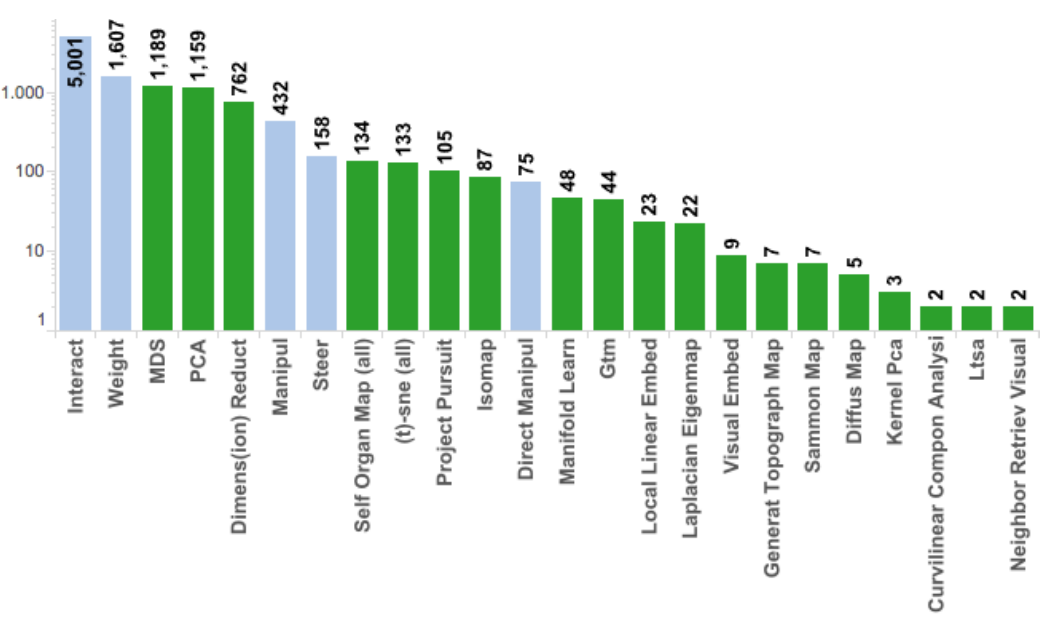 5,001
1,607
1,189
1,159
762
432
158
134
133
105
87
75
48
44
23
22
9
7
7
5
3
2
2
2
1.000
100
10
1
Interact
Weight
MDS
PCA
Dimens(ion) Reduct
Manipul
Steer
Self Organ Map (all)
(t)-sne (all)
Project Pursuit
Isomap
Direct Manipul
Manifold Learn
Gtm
Local Linear Embed
Laplacian Eigenmap
Visual Embed
Generat Topograph Map
Sammon Map
Diffus Map
Kernel Pca
Curvilinear Compon Analysi
Ltsa
Neighbor Retriev Visual